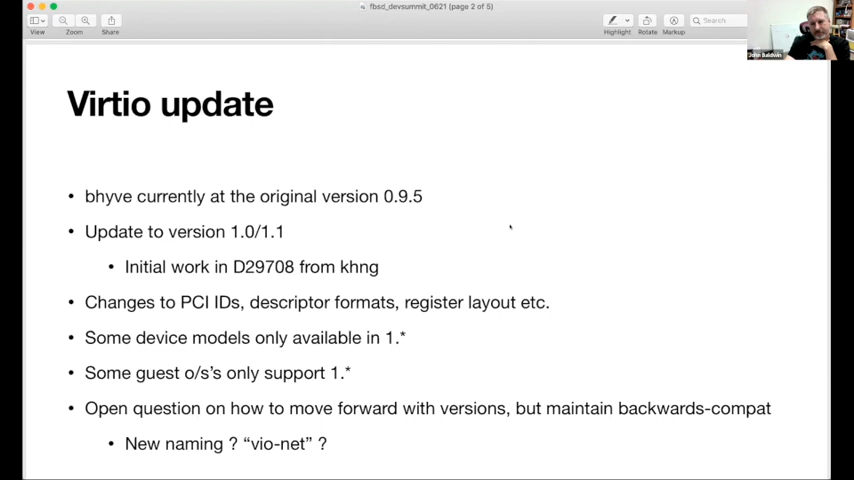 fbsd_devsummit_0621 (page 2 of 5)
View
Zoom
Share
Highlight
Rotate
Markup
Search
John Baldwin
Virtio update
• bhyve currently at the original version 0.9.5
• Update to version 1.0/1.1
• Initial work in D29708 from khng
• Changes to PCI IDs, descriptor formats, register layout etc.
• Some device models only available in 1.*
• Some guest o/s's only support 1.*
• Open question on how to move forward with versions, but maintain backwards-compat
• New naming ? “vio-net” ?